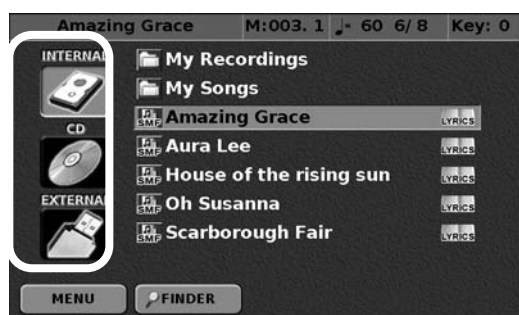 Amazing Grace M:003. 1 ♩= 60 6/ 8 Key: 0
INTERNAL
My Recordings
My Songs
SMF Amazing Grace LYRICS
CD
SMF Aura Lee LYRICS
SMF House of the rising sun LYRICS
EXTERNAL
SMF Oh Susanna LYRICS
SMF Scarborough Fair LYRICS
MENU FINDER